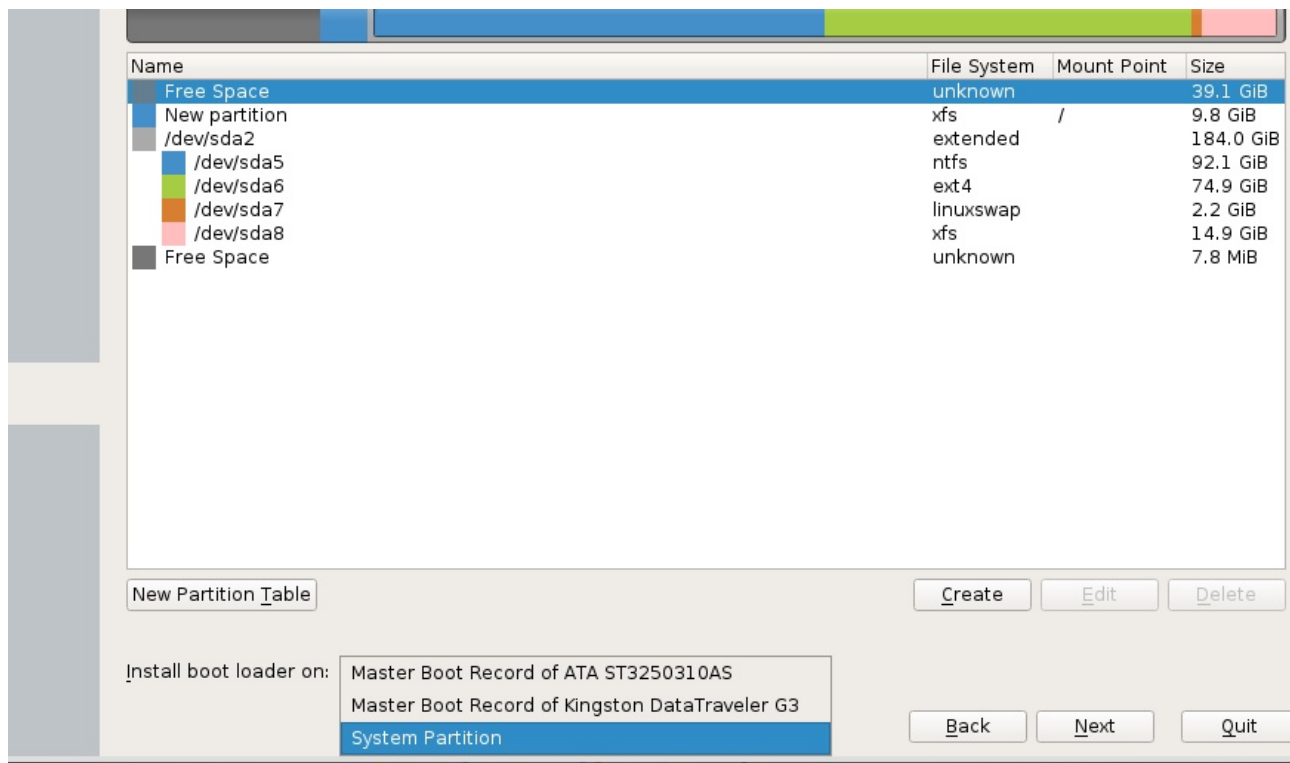 Name File System Mount Point Size
Free Space unknown 39.1 GiB
New partition xfs / 9.8 GiB
/dev/sda2 extended 184.0 GiB
/dev/sda5 ntfs 92.1 GiB
/dev/sda6 ext4 74.9 GiB
/dev/sda7 linuxswap 2.2 GiB
/dev/sda8 xfs 14.9 GiB
Free Space unknown 7.8 MiB
New Partition Table Create Edit Delete
Install boot loader on: Master Boot Record of ATA ST3250310AS
Master Boot Record of Kingston DataTraveler G3
System Partition
Back Next Quit